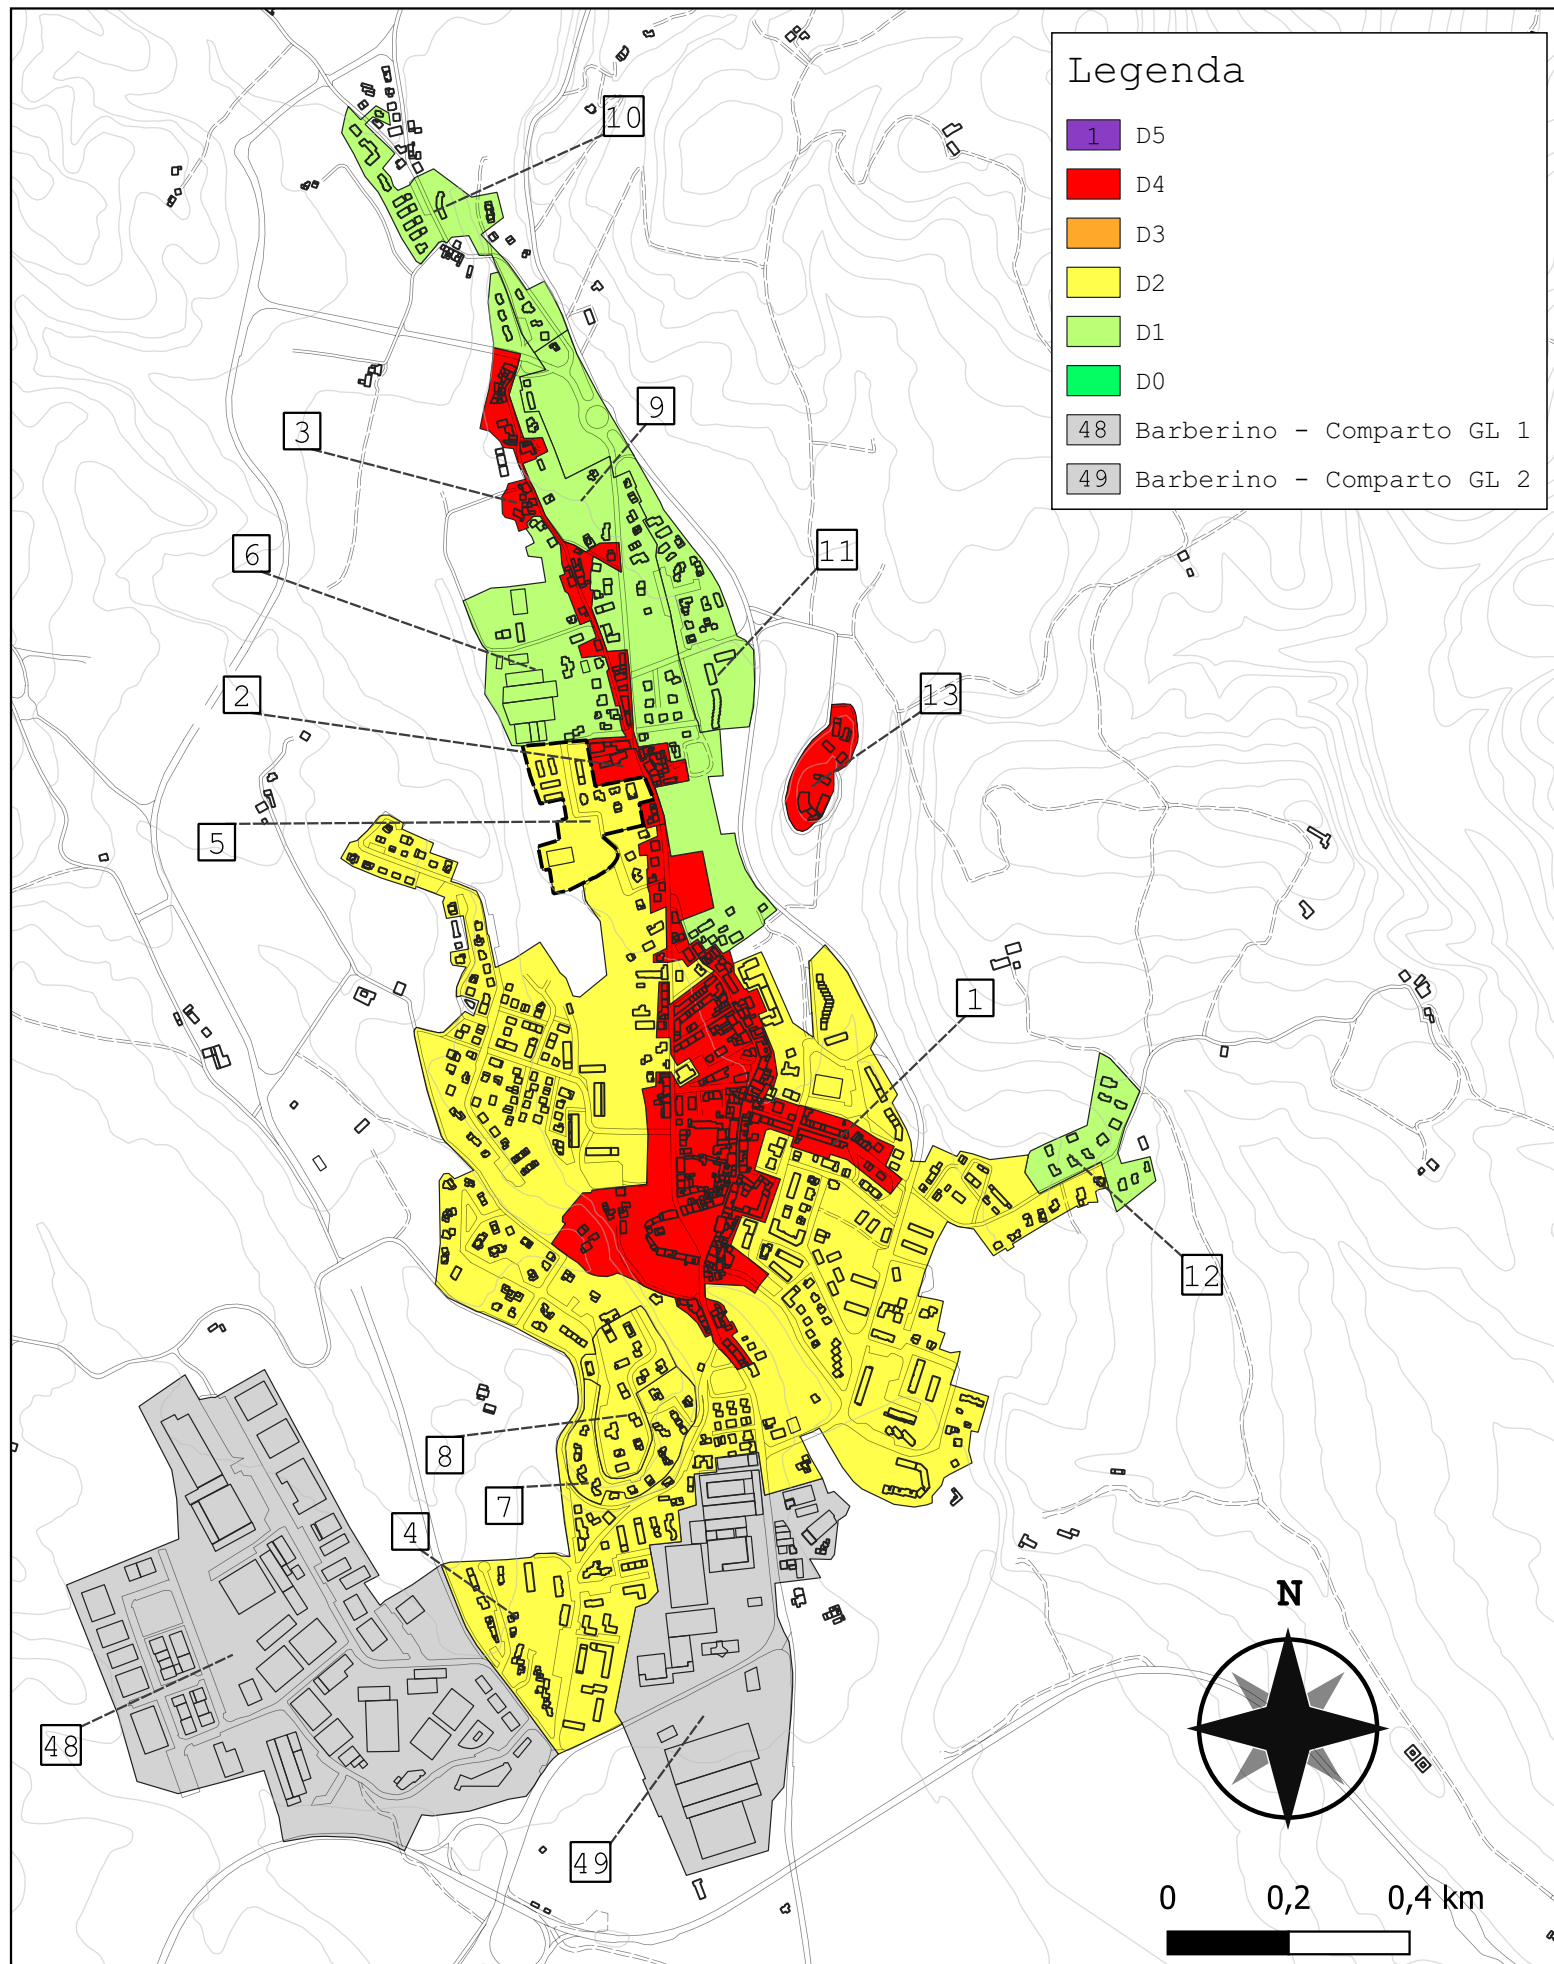 Legenda
1 D5
D4
D3
D2
D1
D0
48 Barberino - Comparto GL 1
49 Barberino - Comparto GL 2
10
9
3
6
11
2
13
5
1
12
8
7
4
48
49
N
0 0,2 0,4 km